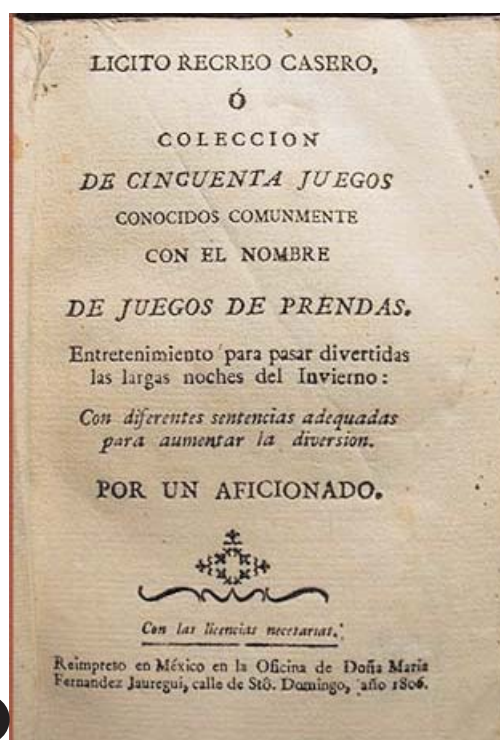 LICITO RECREO CASERO,
Ó
COLECCION
DE CINCUENTA JUEGOS
CONOCIDOS COMUNMENTE
CON EL NOMBRE
DE JUEGOS DE PRENDAS.
Entretenimiento para pasar divertidas
las largas noches del Invierno:
Con diferentes sentencias adequadas
para aumentar la diversion.
POR UN AFICIONADO.
Con las licencias necesarias.
Reimpreso en México en la Oficina de Doña María
Fernandez Jauregui, calle de Stô. Domingo, año 1806.